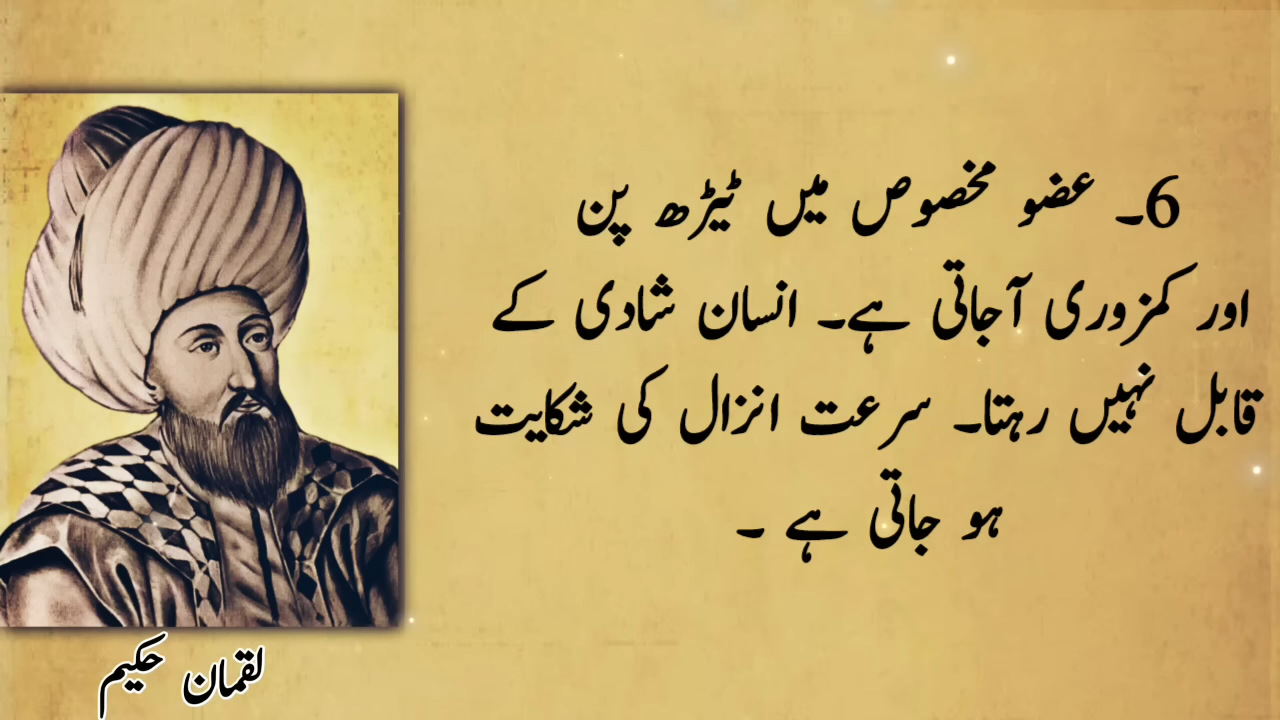 6۔ عضو مخصوص میں ٹیڑھ پن
اور کمزوری آجاتی ہے۔ انسان شادی کے
قابل نہیں رہتا۔ سرعت انزال کی شکایت
ہو جاتی ہے ۔
لقمان حکیم